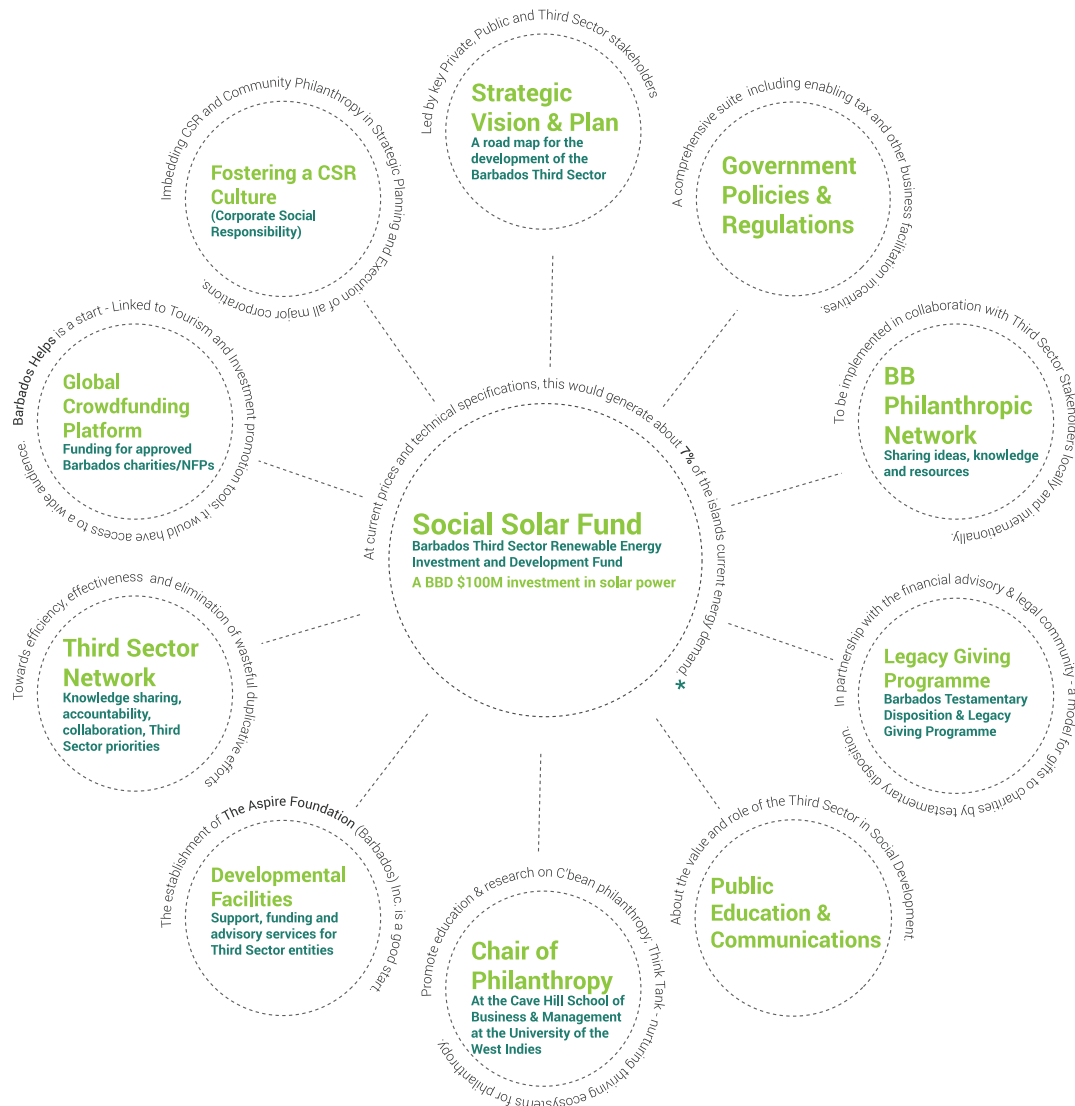 Led by key Private, Public and Third Sector stakeholders
Strategic
Vision & Plan
A road map for the
development of the
Barbados Third Sector
A comprehensive suite including enabling tax and other business facilitation incentives.
Government
Policies &
Regulations
To be implemented in collaboration with Third Sector Stakeholders locally and internationally.
BB
Philanthropic
Network
Sharing ideas, knowledge
and resources
In partnership with the financial advisory & legal community - a model for gifts to charities by testamentary disposition.
Legacy Giving
Programme
Barbados Testamentary
Disposition & Legacy
Giving Programme
About the value and role of the Third Sector in Social Development.
Public
Education &
Communications
Promote education & research on C'bean philanthropy; Think Tank - nurturing thriving ecosystems for philanthropy.
Chair of
Philanthropy
At the Cave Hill School of
Business & Management
at the University of the
West Indies
The establishment of The Aspire Foundation (Barbados) Inc. is a good start.
Developmental
Facilities
Support, funding and
advisory services for
Third Sector entities
Towards efficiency, effectiveness and elimination of wasteful duplicative efforts
Third Sector
Network
Knowledge sharing,
accountability,
collaboration, Third
Sector priorities
Barbados Helps is a start - Linked to Tourism and Investment promotion tools, it would have access to a wide audience.
Global
Crowdfunding
Platform
Funding for approved
Barbados charities/NFPs
Imbedding CSR and Community Philanthropy in Strategic Planning and Execution of all major corporations
Fostering a CSR
Culture
(Corporate Social
Responsibility)
At current prices and technical specifications, this would generate about 7% of the islands current energy demand. *
Social Solar Fund
Barbados Third Sector Renewable Energy
Investment and Development Fund
A BBD $100M investment in solar power